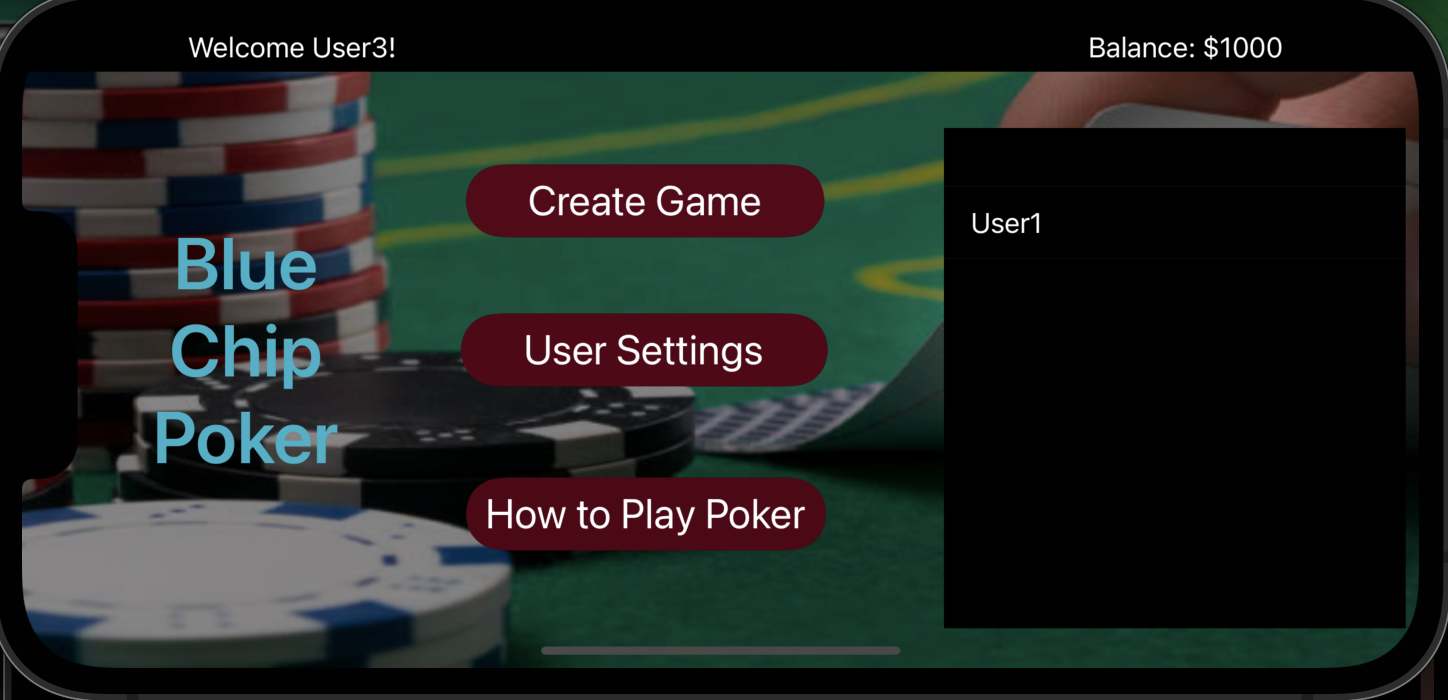 Welcome User3!
Balance: $1000
Blue
Chip
Poker
Create Game
User Settings
How to Play Poker
User1